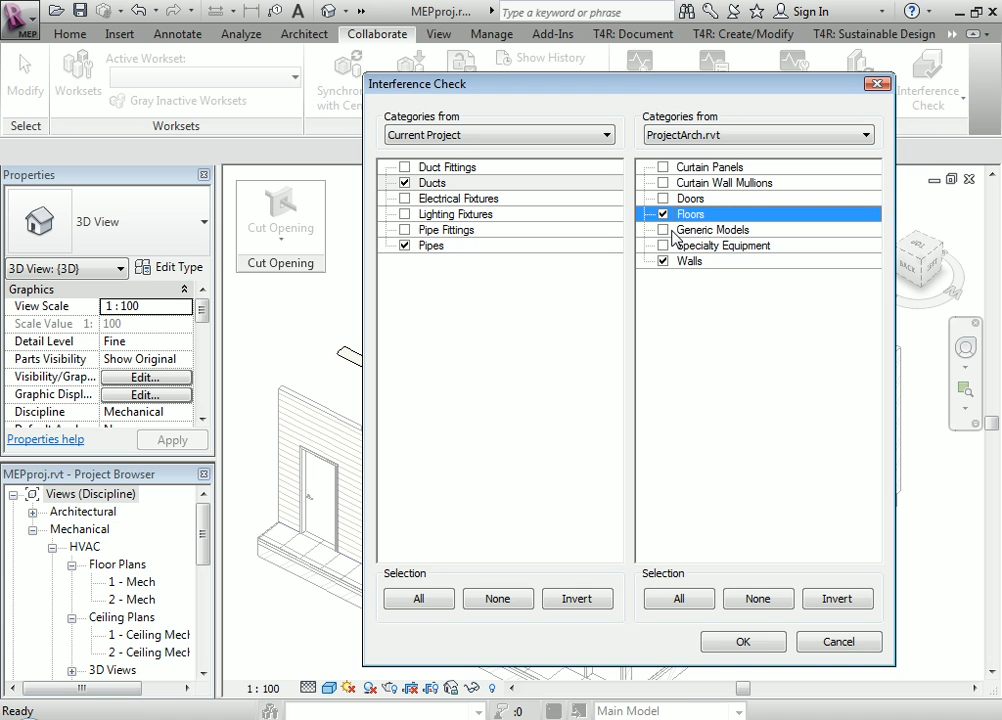 MEPproj.r...
Type a keyword or phrase
Sign In
MEP
Home
Insert
Annotate
Analyze
Architect
Collaborate
View
Manage
Add-Ins
T4R: Document
T4R: Create/Modify
T4R: Sustainable Design
Modify
Worksets
Active Workset:
Gray Inactive Worksets
Synchron
with Cen
Show History
Interference
Check
Select
Worksets
Properties
3D View
3D View: {3D}
Edit Type
Graphics
View Scale
1 : 100
Scale Value 1:
100
Detail Level
Fine
Parts Visibility
Show Original
Visibility/Grap...
Edit...
Graphic Displ...
Edit...
Discipline
Mechanical
Properties help
Apply
MEPproj.rvt - Project Browser
Views (Discipline)
Architectural
Mechanical
HVAC
Floor Plans
1 - Mech
2 - Mech
Ceiling Plans
1 - Ceiling Mech
2 - Ceiling Mech
3D Views
Cut Opening
Cut Opening
Interference Check
Categories from
Current Project
Duct Fittings
Ducts
Electrical Fixtures
Lighting Fixtures
Pipe Fittings
Pipes
Selection
All
None
Invert
Categories from
ProjectArch.rvt
Curtain Panels
Curtain Wall Mullions
Doors
Floors
Generic Models
Specialty Equipment
Walls
Selection
All
None
Invert
OK
Cancel
BACK
1 : 100
Ready
:0
Main Model